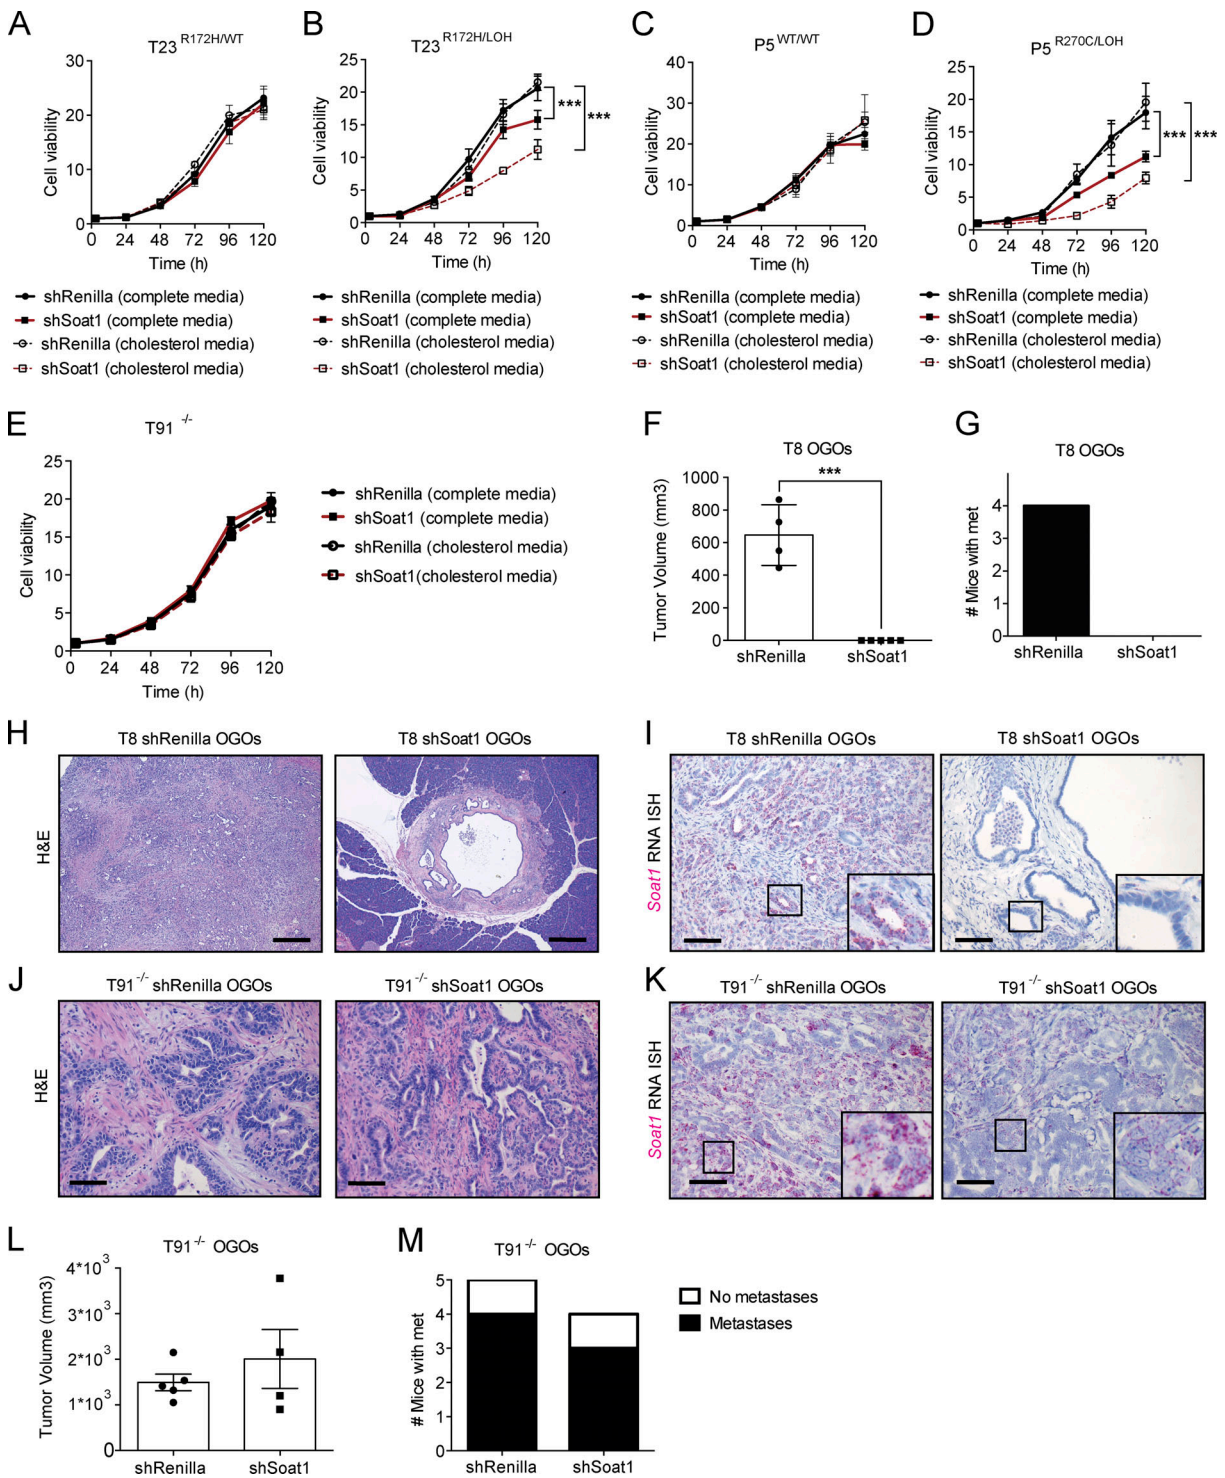 A
T23 R172H/WT
Cell viability
30
20
10
0
0 24 48 72 96 120
Time (h)
shRenilla (complete media)
shSoat1 (complete media)
shRenilla (cholesterol media)
shSoat1 (cholesterol media)
B
T23 R172H/LOH
Cell viability
25
20
15
10
5
0
0 24 48 72 96 120
Time (h)
***
***
shRenilla (complete media)
shSoat1 (complete media)
shRenilla (cholesterol media)
shSoat1 (cholesterol media)
C
P5 WT/WT
Cell viability
40
30
20
10
0
0 24 48 72 96 120
Time (h)
shRenilla (complete media)
shSoat1 (complete media)
shRenilla (cholesterol media)
shSoat1 (cholesterol media)
D
P5 R270C/LOH
Cell viability
25
20
15
10
5
0
0 24 48 72 96 120
Time (h)
***
***
shRenilla (complete media)
shSoat1 (complete media)
shRenilla (cholesterol media)
shSoat1 (cholesterol media)
E
T91 -/-
Cell viability
25
20
15
10
5
0
0 24 48 72 96 120
Time (h)
shRenilla (complete media)
shSoat1 (complete media)
shRenilla (cholesterol media)
shSoat1(cholesterol media)
F
T8 OGOs
Tumor Volume (mm3)
1000
800
600
400
200
0
***
shRenilla shSoat1
G
T8 OGOs
# Mice with met
4
3
2
1
0
shRenilla shSoat1
H
T8 shRenilla OGOs
T8 shSoat1 OGOs
H&E
I
T8 shRenilla OGOs
T8 shSoat1 OGOs
Soat1 RNA ISH
J
T91-/- shRenilla OGOs
T91-/- shSoat1 OGOs
H&E
K
T91-/- shRenilla OGOs
T91-/- shSoat1 OGOs
Soat1 RNA ISH
L
T91-/- OGOs
Tumor Volume (mm3)
4*10 3
3*10 3
2*10 3
1*10 3
0
shRenilla shSoat1
M
T91-/- OGOs
# Mice with met
5
4
3
2
1
0
shRenilla shSoat1
No metastases
Metastases